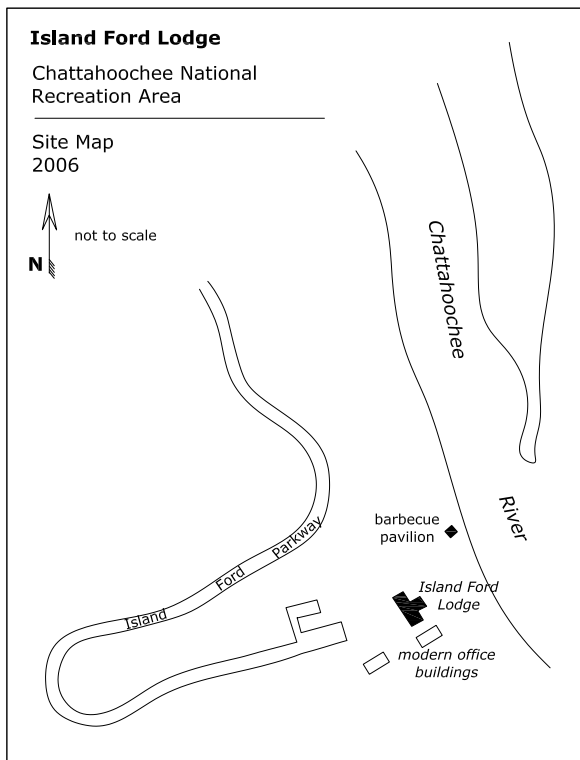 Island Ford Lodge
Chattahoochee National
Recreation Area
Site Map
2006
not to scale
N
Chattahoochee
River
barbecue
pavilion
Island Ford Parkway
Island Ford
Lodge
modern office
buildings